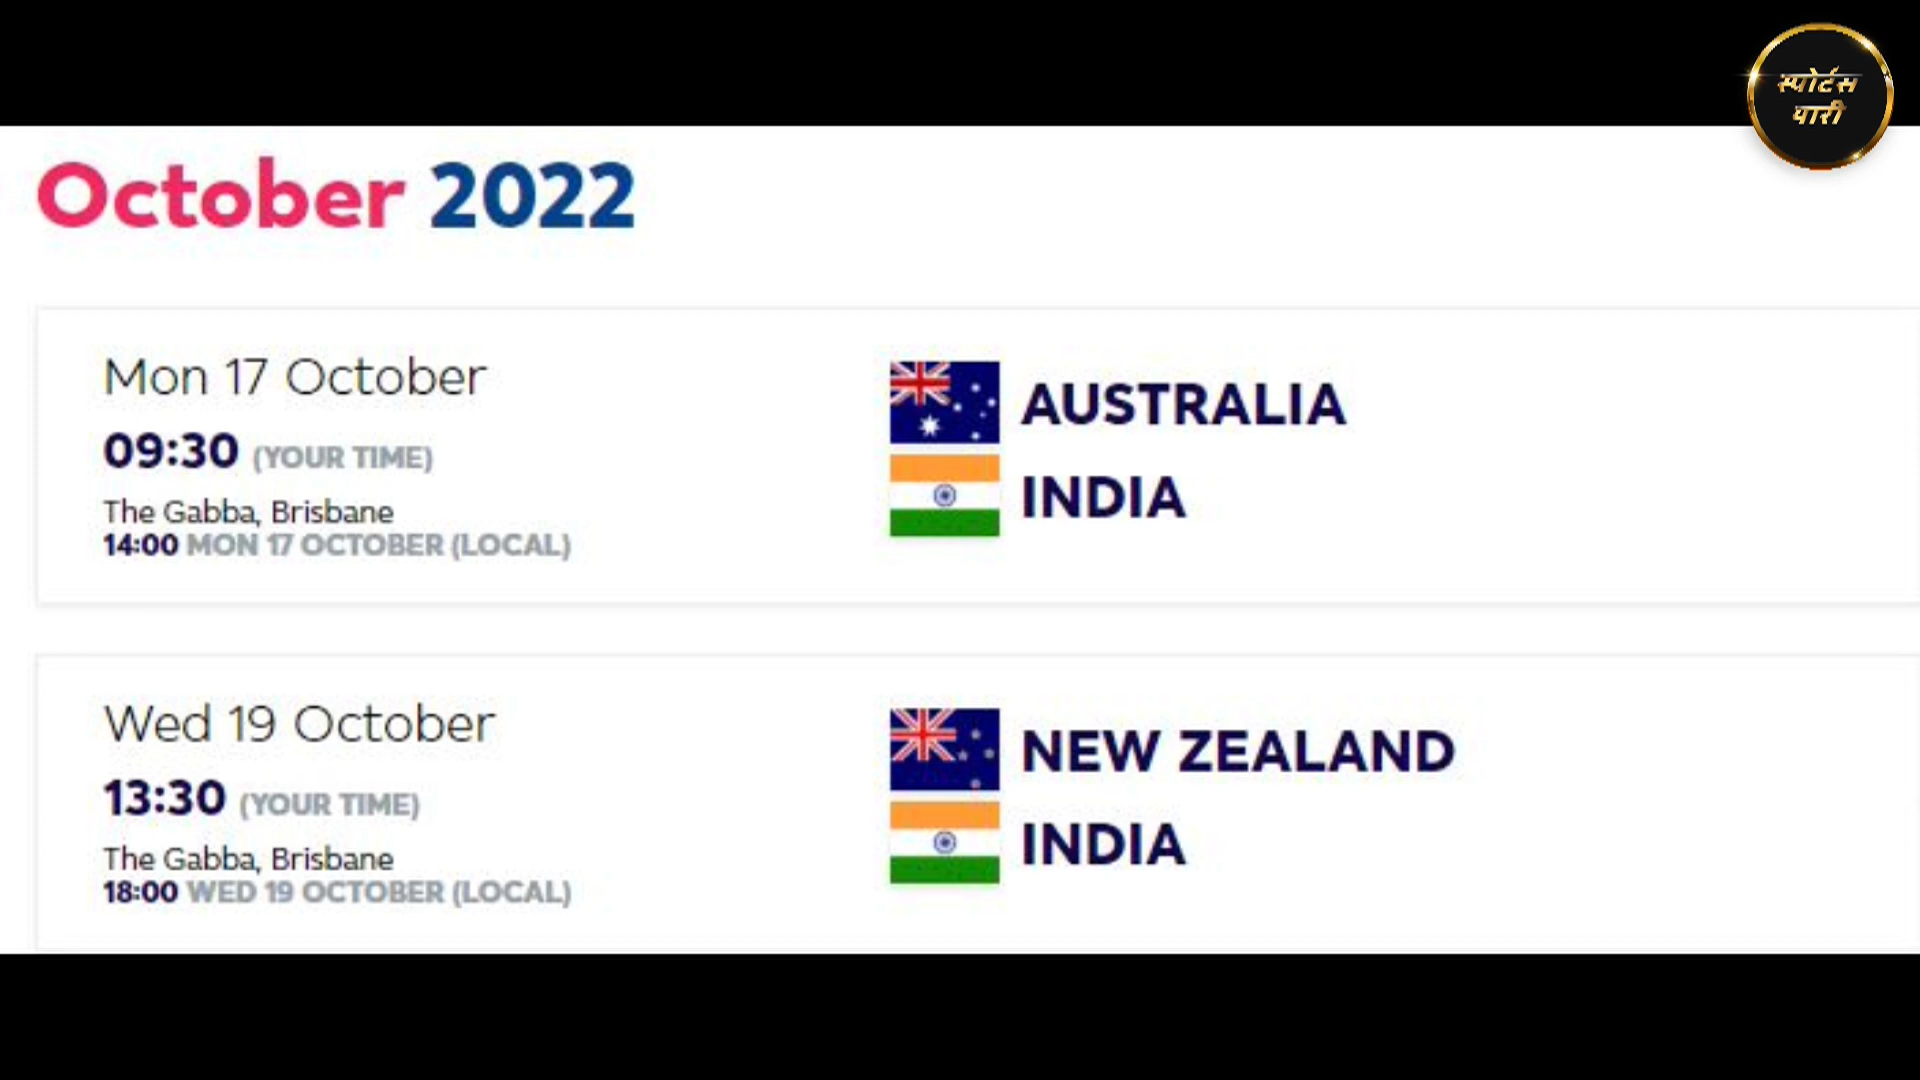 स्पोर्टस
यारी
October 2022
Mon 17 October
09:30 (YOUR TIME)
The Gabba, Brisbane
14:00 MON 17 OCTOBER (LOCAL)
AUSTRALIA
INDIA
Wed 19 October
13:30 (YOUR TIME)
The Gabba, Brisbane
18:00 WED 19 OCTOBER (LOCAL)
NEW ZEALAND
INDIA